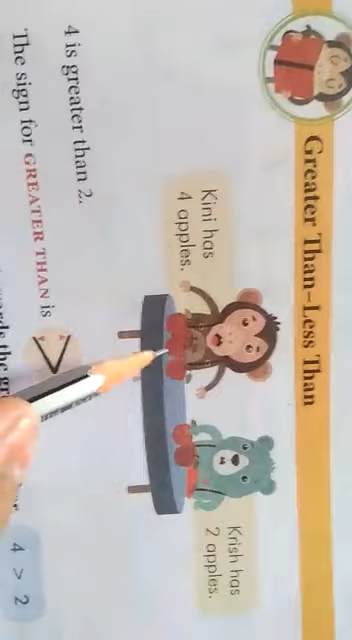 Greater Than–Less Than
Kini has
4 apples.
Krish has
2 apples.
4 is greater than 2.
The sign for GREATER THAN is >
4 > 2